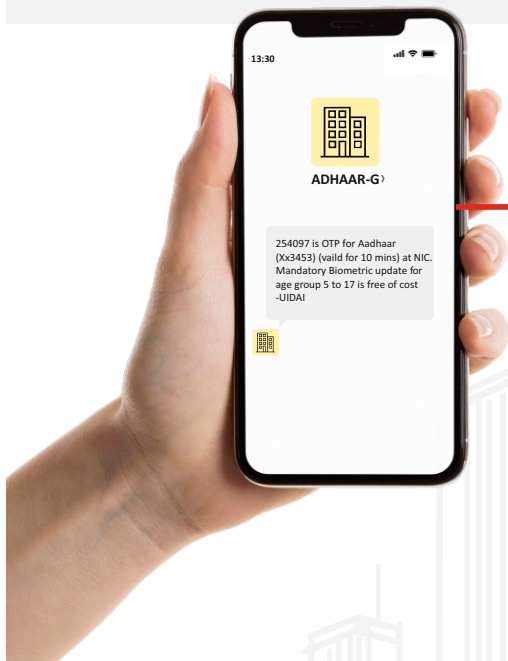 13:30
ADHAAR-G
254097 is OTP for Aadhaar
(Xx3453) (vaild for 10 mins) at NIC.
Mandatory Biometric update for
age group 5 to 17 is free of cost
-UIDAI